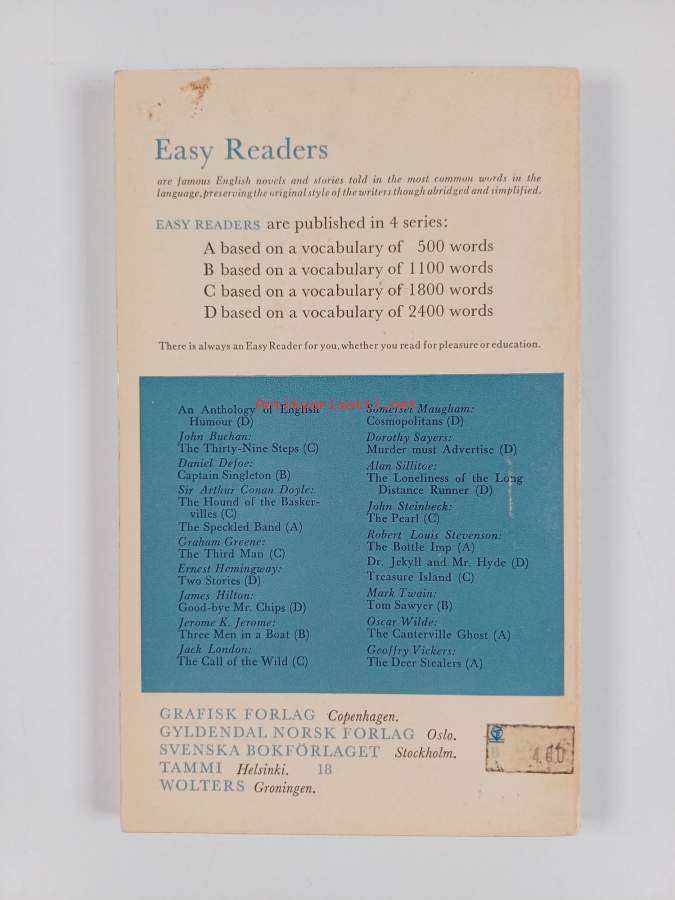 Easy Readers
are famous English novels and stories told in the most common words in the
language, preserving the original style of the writers though abridged and simplified.
EASY READERS are published in 4 series:
A based on a vocabulary of 500 words
B based on a vocabulary of 1100 words
C based on a vocabulary of 1800 words
D based on a vocabulary of 2400 words
There is always an Easy Reader for you, whether you read for pleasure or education.
An Anthology of English
Humour (D)
John Buchan:
The Thirty-Nine Steps (C)
Daniel Defoe:
Captain Singleton (B)
Sir Arthur Conan Doyle:
The Hound of the Basker-
villes (C)
The Speckled Band (A)
Graham Greene:
The Third Man (C)
Ernest Hemingway:
Two Stories (D)
James Hilton:
Good-bye Mr. Chips (D)
Jerome K. Jerome:
Three Men in a Boat (B)
Jack London:
The Call of the Wild (C)
Somerset Maugham:
Cosmopolitans (D)
Dorothy Sayers:
Murder must Advertise (D)
Alan Sillitoe:
The Loneliness of the Long
Distance Runner (D)
John Steinbeck:
The Pearl (C)
Robert Louis Stevenson:
The Bottle Imp (A)
Dr. Jekyll and Mr. Hyde (D)
Treasure Island (C)
Mark Twain:
Tom Sawyer (B)
Oscar Wilde:
The Canterville Ghost (A)
Geoffry Vickers:
The Deer Stealers (A)
Antikvariaatti.net
GRAFISK FORLAG Copenhagen.
GYLDENDAL NORSK FORLAG Oslo.
SVENSKA BOKFÖRLAGET Stockholm.
TAMMI Helsinki. 18
WOLTERS Groningen.
4.60